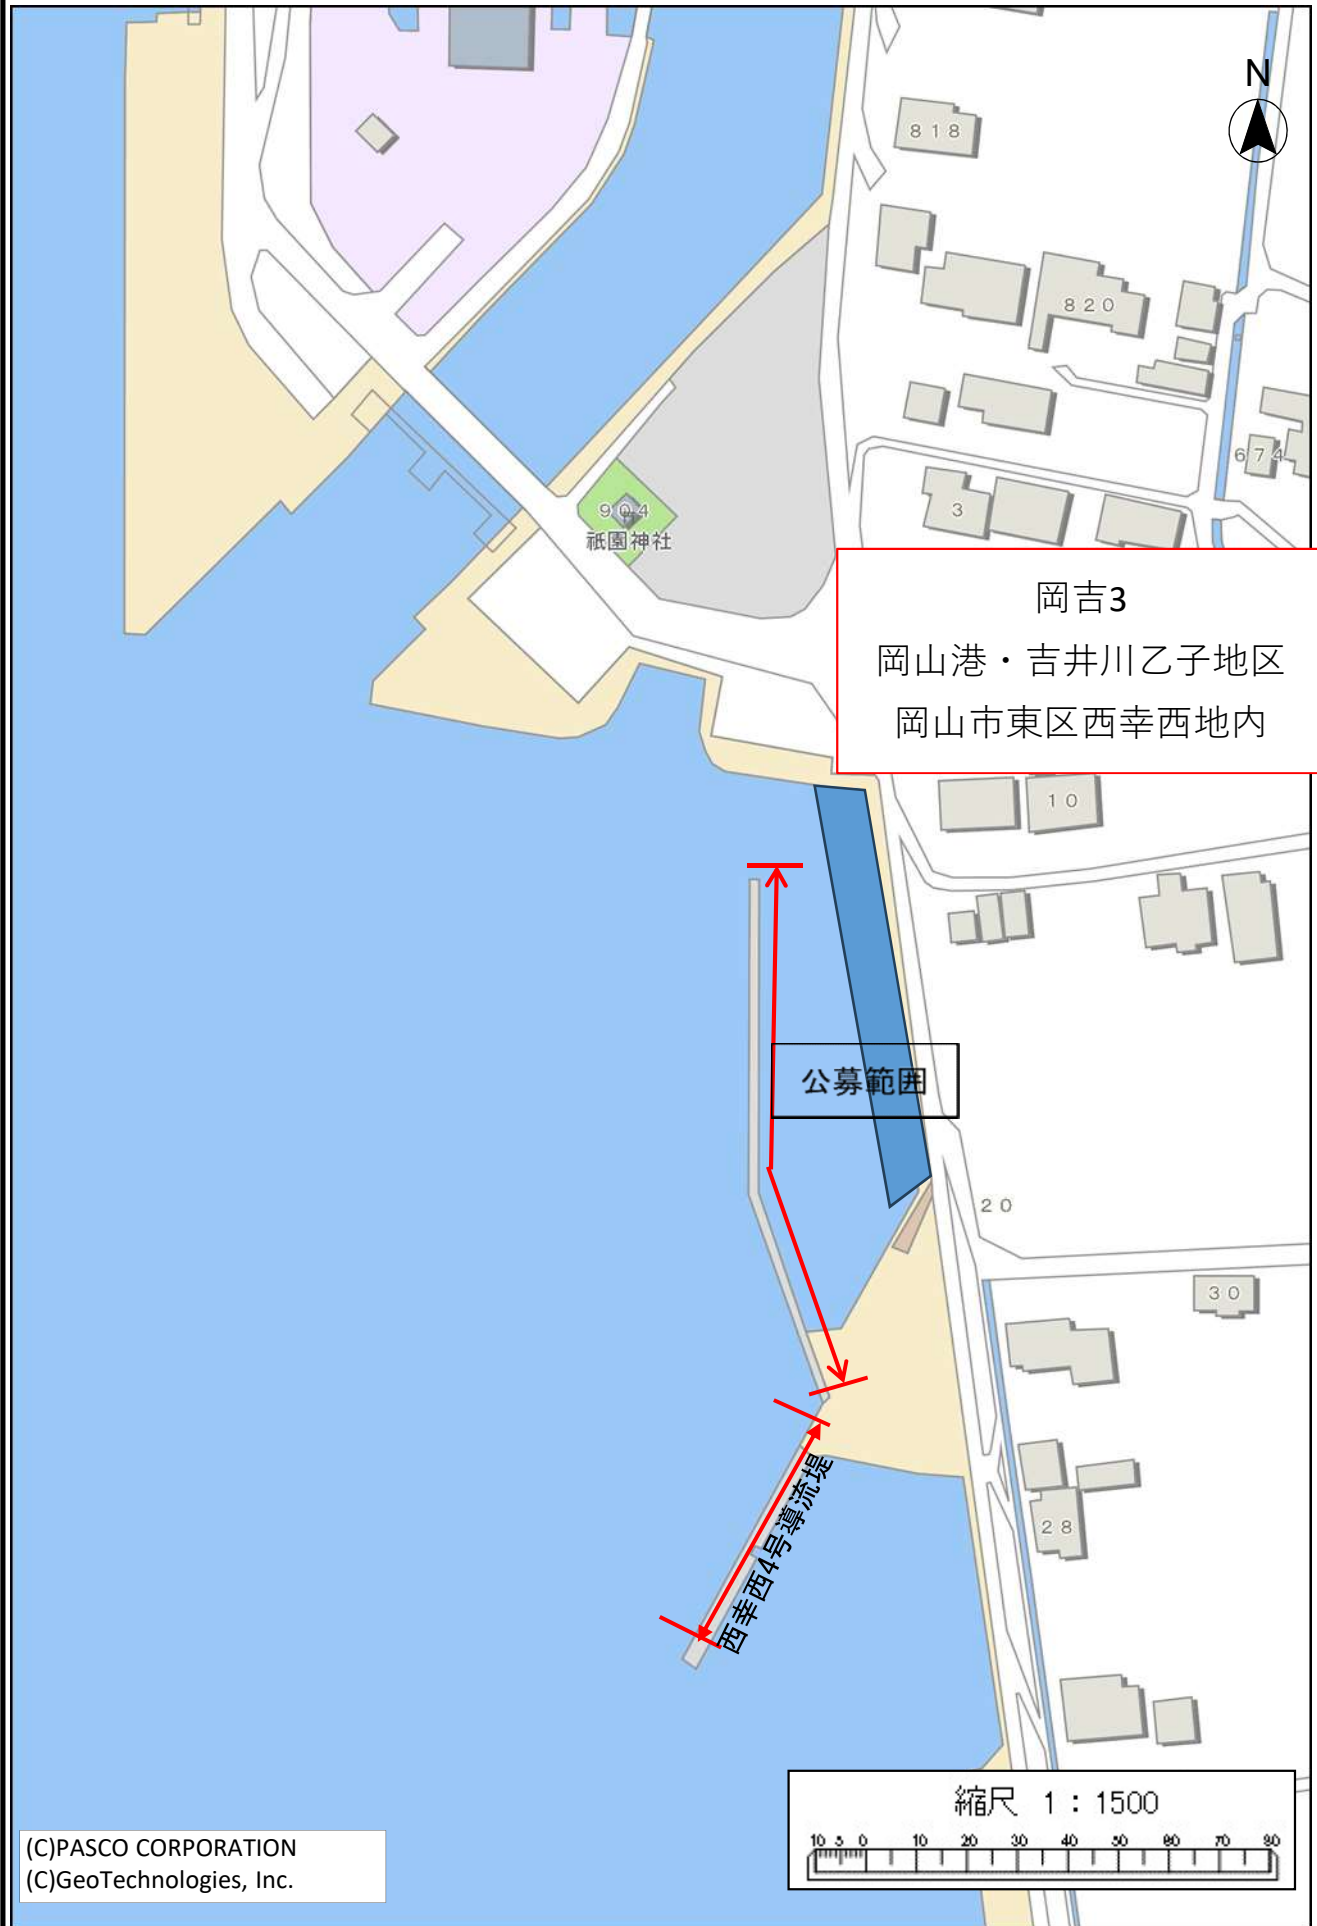 N
818
820
674
904
祇園神社
3
岡吉3
岡山港・吉井川乙子地区
岡山市東区西幸西地内
10
公募範囲
20
30
西幸西4号導流堤
28
縮尺 1：1500
10 5 0 10 20 30 40 50 60 70 80
(C)PASCO CORPORATION
(C)GeoTechnologies, Inc.